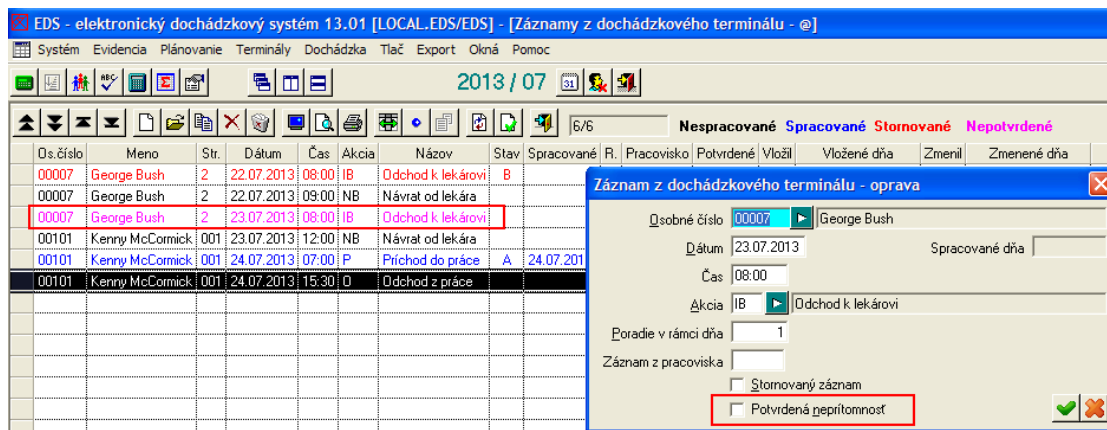 EDS - elektronický dochádzkový systém 13.01 [LOCAL.EDS/EDS] - [Záznamy z dochádzkového terminálu - @]
Systém Evidencia Plánovanie Terminály Dochádzka Tlač Export Okná Pomoc
2013 / 07
6/6 Nespracované Spracované Stornované Nepotvrdené
Os.číslo Meno Str. Dátum Čas Akcia Názov Stav Spracované R. Pracovisko Potvrdené Vložil Vložené dňa Zmenil Zmenené dňa
00007 George Bush 2 22.07.2013 08:00 IB Odchod k lekárovi B
00007 George Bush 2 22.07.2013 09:00 NB Návrat od lekára
00007 George Bush 2 23.07.2013 08:00 IB Odchod k lekárovi
00101 Kenny McCormick 001 23.07.2013 12:00 NB Návrat od lekára
00101 Kenny McCormick 001 24.07.2013 07:00 P Príchod do práce A 24.07.201
00101 Kenny McCormick 001 24.07.2013 15:30 O Odchod z práce
Záznam z dochádzkového terminálu - oprava
Osobné číslo 00007 George Bush
Dátum 23.07.2013 Spracované dňa
Čas 08:00
Akcia IB Odchod k lekárovi
Poradie v rámci dňa 1
Záznam z pracoviska
Stornovaný záznam
Potvrdená neprítomnosť